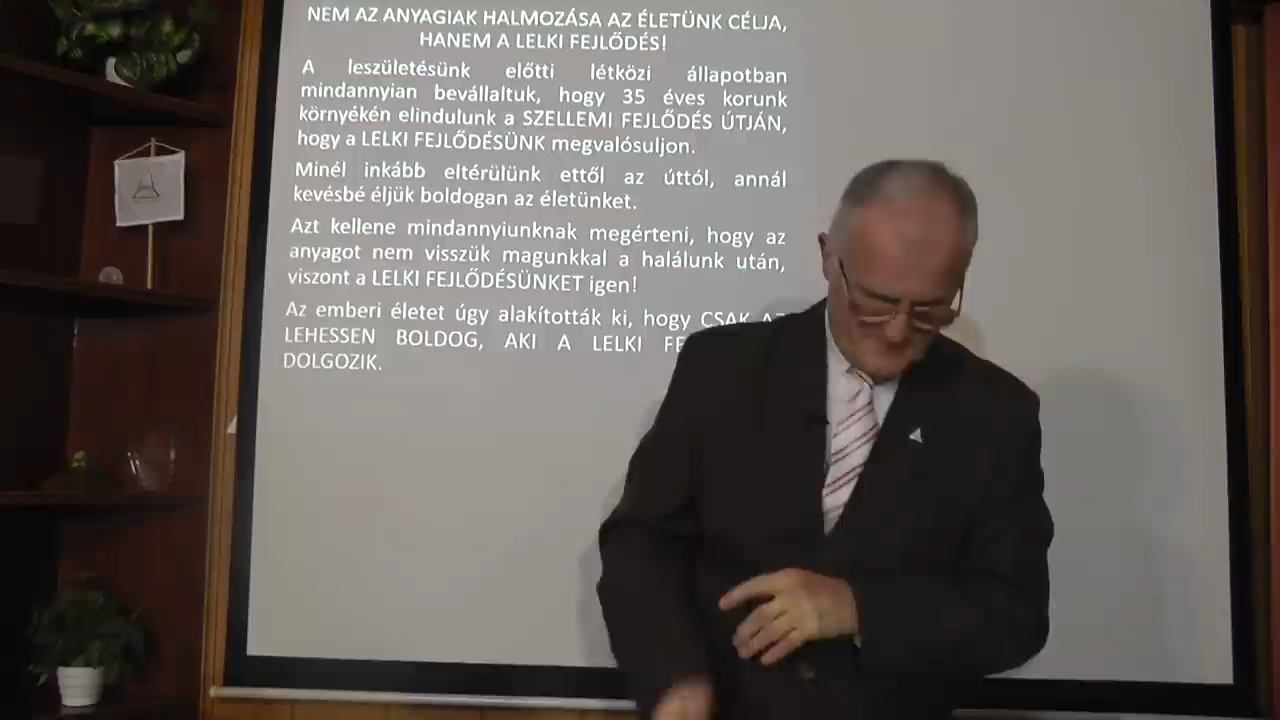 NEM AZ ANYAGIAK HALMOZÁSA AZ ÉLETÜNK CÉLJA,
HANEM A LELKI FEJLŐDÉS!
A leszületésünk előtti létközi állapotban
mindannyian bevállaltuk, hogy 35 éves korunk
környékén elindulunk a SZELLEMI FEJLŐDÉS ÚTJÁN,
hogy a LELKI FEJLŐDÉSÜNK megvalósuljon.
Minél inkább eltérülünk ettől az úttól, annál
kevésbé éljük boldogan az életünket.
Azt kellene mindannyiunknak megérteni, hogy az
anyagot nem visszük magunkkal a halálunk után,
viszont a LELKI FEJLŐDÉSÜNKET igen!
Az emberi életet úgy alakították ki, hogy CSAK
LEHESSEN BOLDOG, AKI A LELKI
DOLGOZIK.